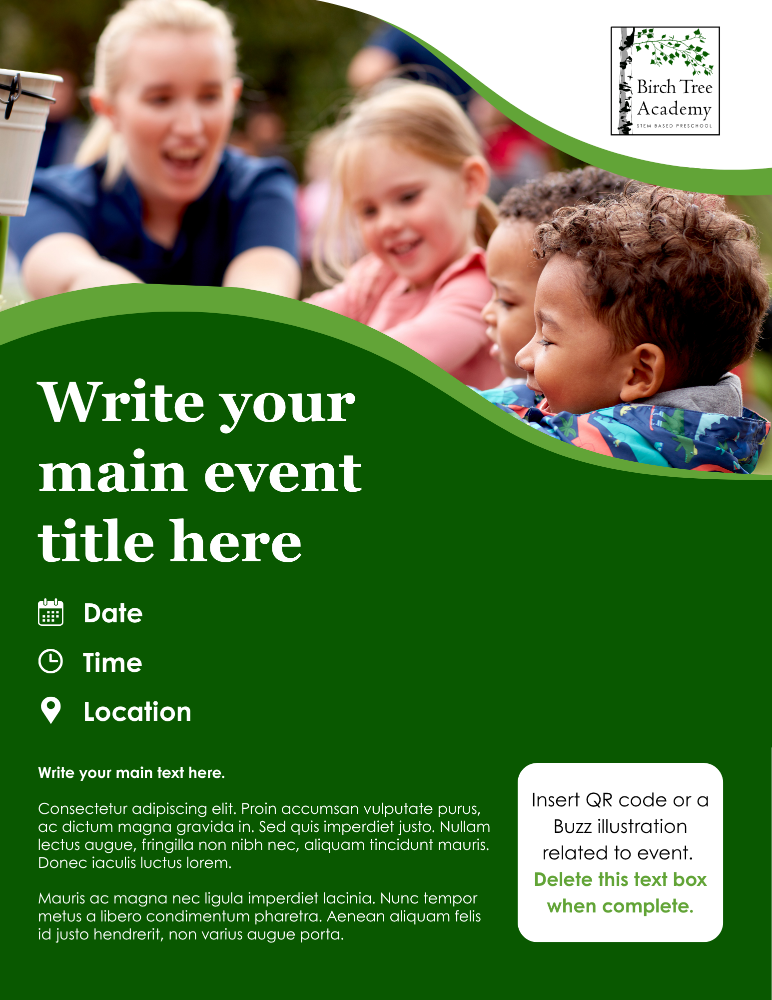 Birch Tree
Academy
STEM BASED PRESCHOOL
Write your
main event
title here
Date
Time
Location
Write your main text here.
Consectetur adipiscing elit. Proin accumsan vulputate purus,
ac dictum magna gravida in. Sed quis imperdiet justo. Nullam
lectus augue, fringilla non nibh nec, aliquam tincidunt mauris.
Donec iaculis luctus lorem.
Mauris ac magna nec ligula imperdiet lacinia. Nunc tempor
metus a libero condimentum pharetra. Aenean aliquam felis
id justo hendrerit, non varius augue porta.
Insert QR code or a
Buzz illustration
related to event.
Delete this text box
when complete.